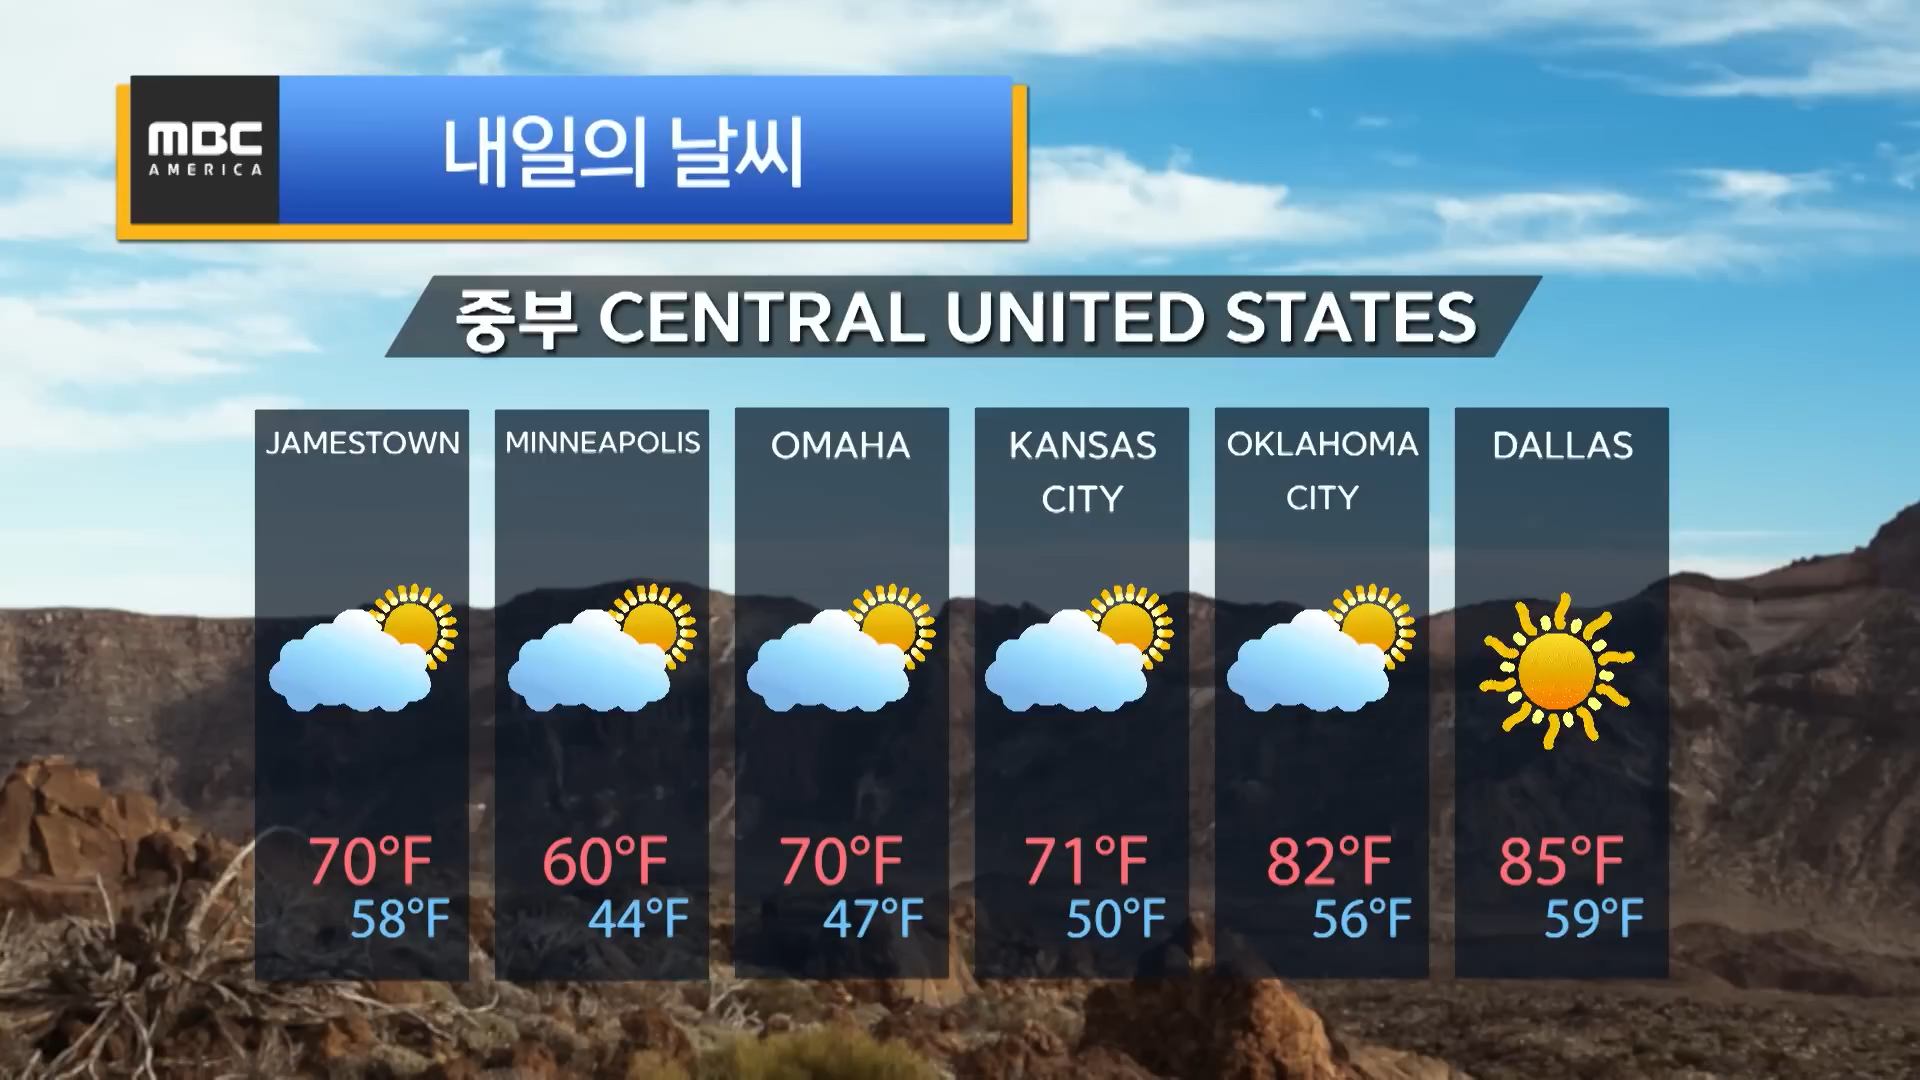 MBC
AMERICA
내일의 날씨
중부 CENTRAL UNITED STATES
JAMESTOWN
70°F
58°F
MINNEAPOLIS
60°F
44°F
OMAHA
70°F
47°F
KANSAS
CITY
71°F
50°F
OKLAHOMA
CITY
82°F
56°F
DALLAS
85°F
59°F